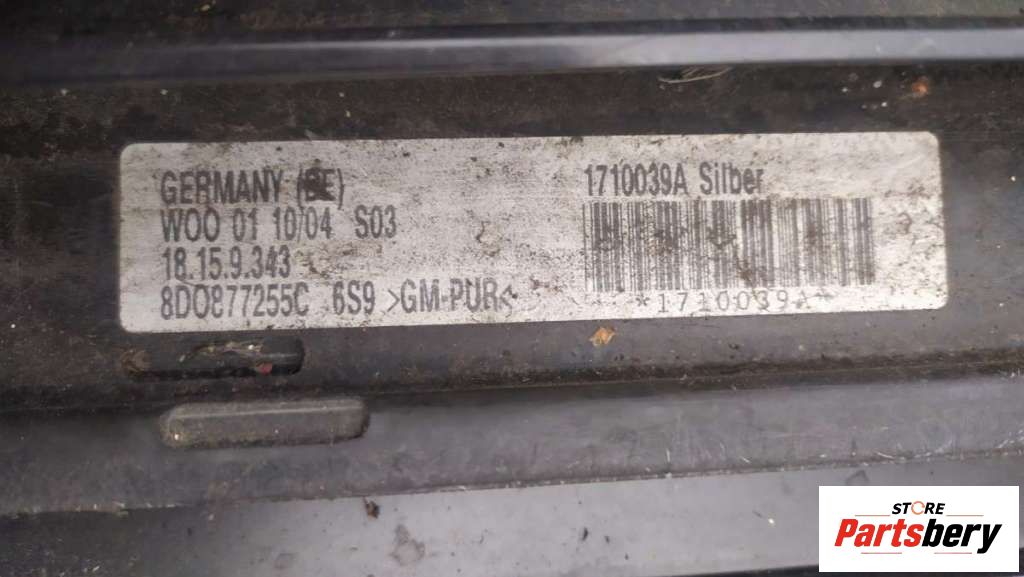 GERMANY (BE)
WOO 01 10/04 S03
18.15.9.343
8DO877255C 6S9 >GM-PUR<
1710039A Silber
*1710039A*
STORE
Partsbery